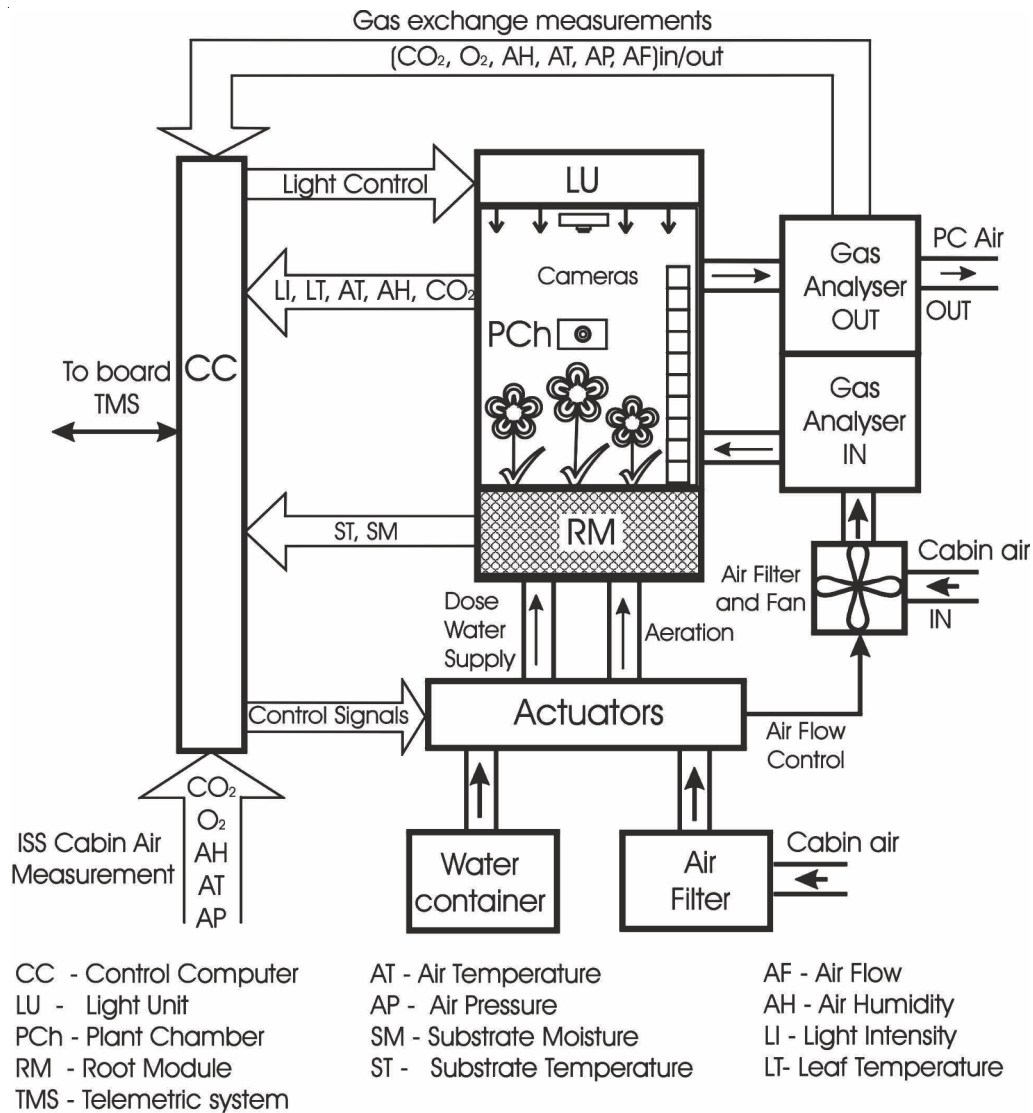 Gas exchange measurements
(CO₂, O₂, AH, AT, AP, AF)in/out
Light Control
LU
Cameras
LI, LT, AT, AH, CO₂
PCh
CC
To board
TMS
Gas
Analyser
OUT
PC Air
OUT
Gas
Analyser
IN
ST, SM
RM
Air Filter
and Fan
Cabin air
IN
Dose
Water
Supply
Aeration
Control Signals
Actuators
Air Flow
Control
ISS Cabin Air
Measurement
CO₂
O₂
AH
AT
AP
Water
container
Air
Filter
Cabin air
CC - Control Computer
LU - Light Unit
PCh - Plant Chamber
RM - Root Module
TMS - Telemetric system
AT - Air Temperature
AP - Air Pressure
SM - Substrate Moisture
ST - Substrate Temperature
AF - Air Flow
AH - Air Humidity
LI - Light Intensity
LT- Leaf Temperature